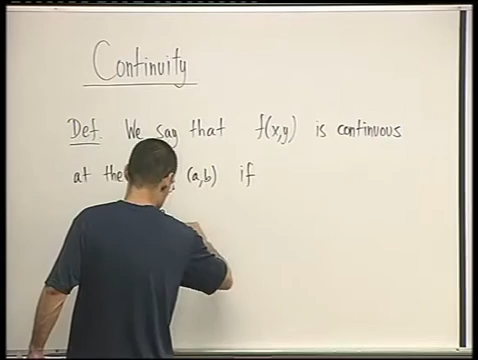 Continuity
Def. We say that f(x,y) is continuous
at the (a,b) if